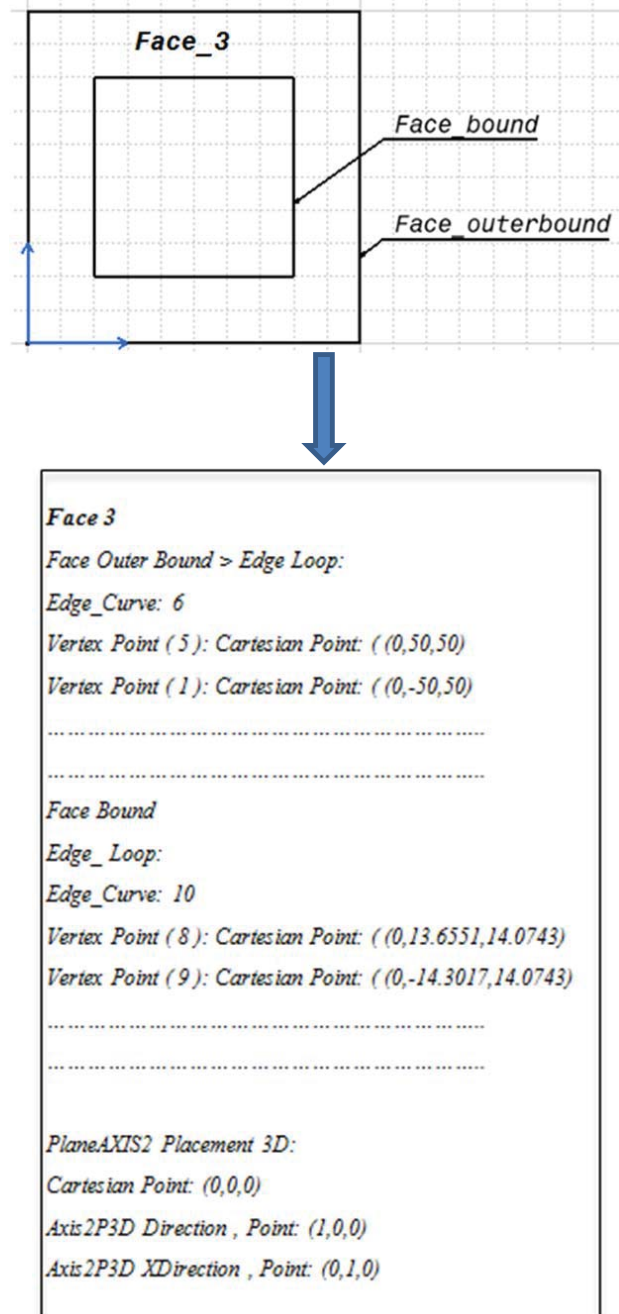 Face_3
Face_bound
Face_outerbound
Face 3
Face Outer Bound > Edge Loop:
Edge_Curve: 6
Vertex Point ( 5 ): Cartesian Point: ( (0,50,50)
Vertex Point ( 1 ): Cartesian Point: ( (0,-50,50)
………………………………………………………..
………………………………………………………..
Face Bound
Edge_ Loop:
Edge_Curve: 10
Vertex Point ( 8 ): Cartesian Point: ( (0,13.6551,14.0743)
Vertex Point ( 9 ): Cartesian Point: ( (0,-14.3017,14.0743)
………………………………………………………..
………………………………………………………..
PlaneAXIS2 Placement 3D:
Cartesian Point: (0,0,0)
Axis2P3D Direction , Point: (1,0,0)
Axis2P3D XDirection , Point: (0,1,0)